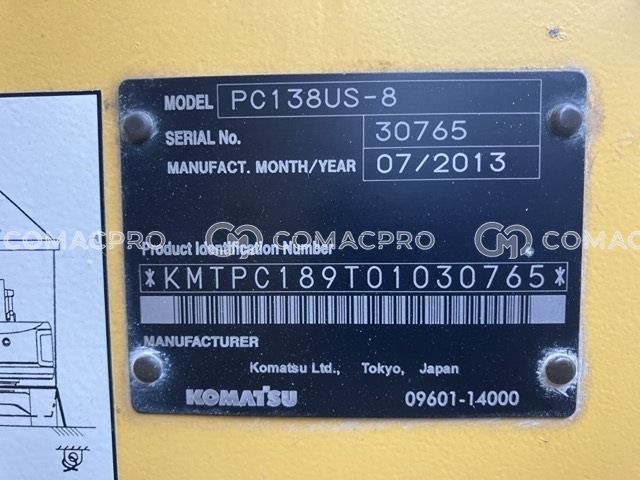 MODEL PC138US-8
SERIAL No. 30765
MANUFACT. MONTH/YEAR 07/2013
COMACPRO COMACPRO
Product Identification Number
*KMTPC189T01030765*
MANUFACTURER
Komatsu Ltd., Tokyo, Japan
KOMATSU 09601-14000